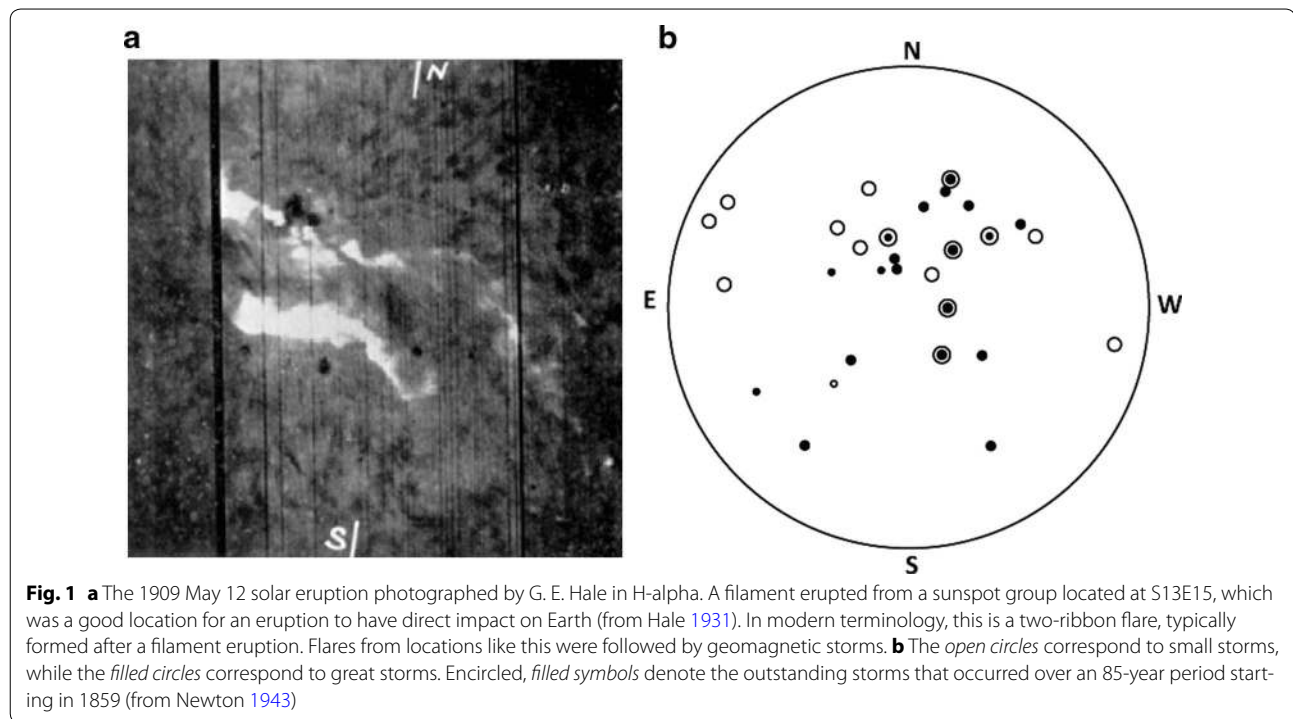 a
b
N
S
N
E
W
S
Fig. 1 a The 1909 May 12 solar eruption photographed by G. E. Hale in H-alpha. A filament erupted from a sunspot group located at S13E15, which
was a good location for an eruption to have direct impact on Earth (from Hale 1931). In modern terminology, this is a two-ribbon flare, typically
formed after a filament eruption. Flares from locations like this were followed by geomagnetic storms. b The open circles correspond to small storms,
while the filled circles correspond to great storms. Encircled, filled symbols denote the outstanding storms that occurred over an 85-year period start-
ing in 1859 (from Newton 1943)